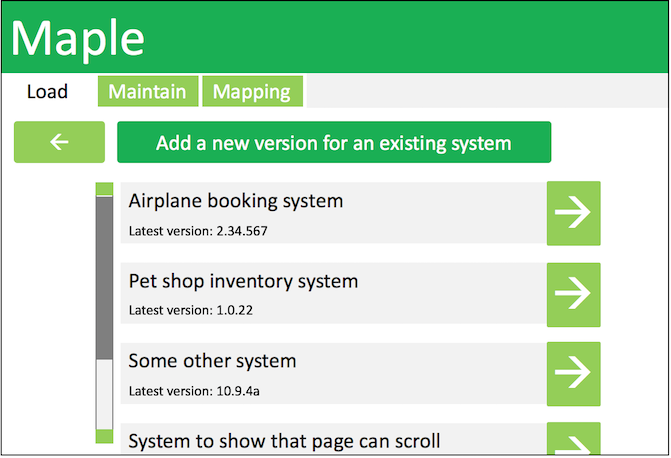 Maple
Load Maintain Mapping
Add a new version for an existing system
Airplane booking system
Latest version: 2.34.567
Pet shop inventory system
Latest version: 1.0.22
Some other system
Latest version: 10.9.4a
System to show that page can scroll